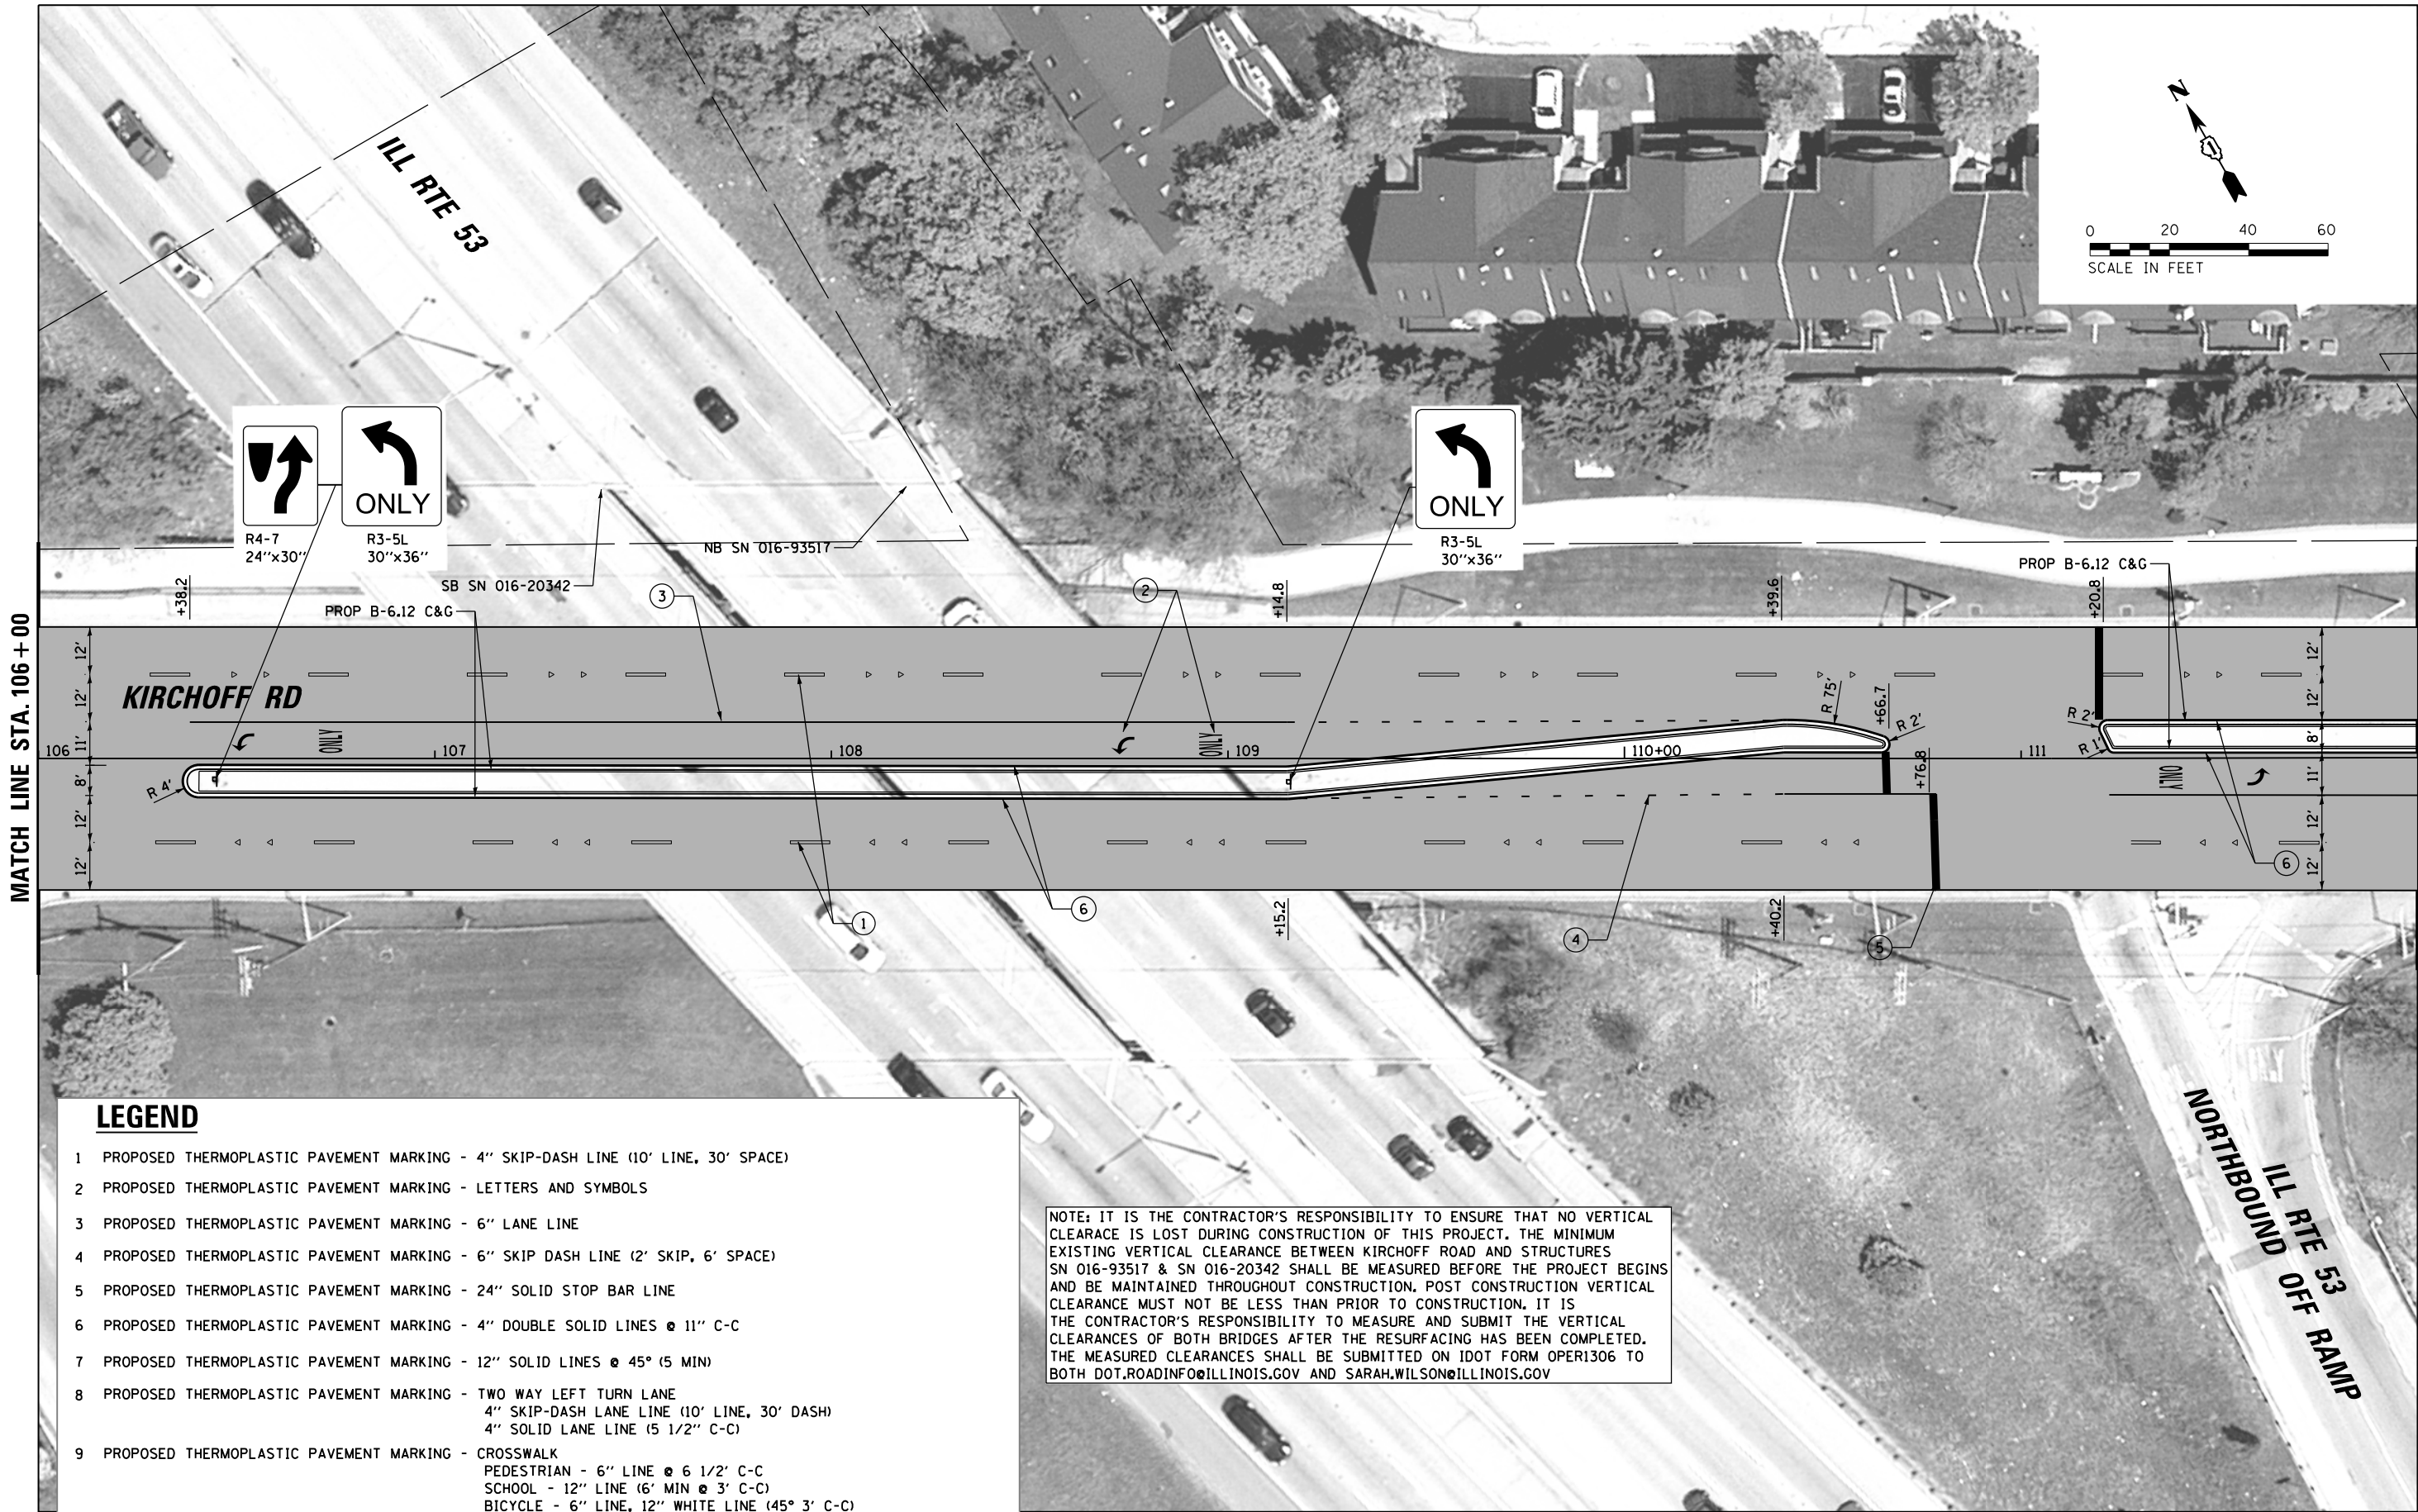 ILL RTE 53
N
1
0 20 40 60
SCALE IN FEET
ONLY
R4-7
24''x30''
R3-5L
30''x36''
ONLY
R3-5L
30''x36''
NB SN 016-93517
SB SN 016-20342
PROP B-6.12 C&G
PROP B-6.12 C&G
+38.2
3
2
+14.8
+39.6
+20.8
MATCH LINE STA. 106+00
12'
12'
11'
8'
12'
12'
KIRCHOFF RD
R 75'
+66.7
R 2'
R 2'
R 1'
12'
12'
8'
11'
12'
12'
ONLY
ONLY
106
107
108
109
110+00
111
R 4'
+76.8
ONLY
6
1
6
+15.2
4
+40.2
5
ILL RTE 53
NORTHBOUND OFF RAMP
LEGEND
1 PROPOSED THERMOPLASTIC PAVEMENT MARKING - 4'' SKIP-DASH LINE (10' LINE, 30' SPACE)
2 PROPOSED THERMOPLASTIC PAVEMENT MARKING - LETTERS AND SYMBOLS
3 PROPOSED THERMOPLASTIC PAVEMENT MARKING - 6'' LANE LINE
4 PROPOSED THERMOPLASTIC PAVEMENT MARKING - 6'' SKIP DASH LINE (2' SKIP, 6' SPACE)
5 PROPOSED THERMOPLASTIC PAVEMENT MARKING - 24'' SOLID STOP BAR LINE
6 PROPOSED THERMOPLASTIC PAVEMENT MARKING - 4'' DOUBLE SOLID LINES @ 11'' C-C
7 PROPOSED THERMOPLASTIC PAVEMENT MARKING - 12'' SOLID LINES @ 45° (5 MIN)
8 PROPOSED THERMOPLASTIC PAVEMENT MARKING - TWO WAY LEFT TURN LANE
4'' SKIP-DASH LANE LINE (10' LINE, 30' DASH)
4'' SOLID LANE LINE (5 1/2'' C-C)
9 PROPOSED THERMOPLASTIC PAVEMENT MARKING - CROSSWALK
PEDESTRIAN - 6'' LINE @ 6 1/2' C-C
SCHOOL - 12'' LINE (6' MIN @ 3' C-C)
BICYCLE - 6'' LINE, 12'' WHITE LINE (45° 3' C-C)
NOTE: IT IS THE CONTRACTOR'S RESPONSIBILITY TO ENSURE THAT NO VERTICAL
CLEARACE IS LOST DURING CONSTRUCTION OF THIS PROJECT. THE MINIMUM
EXISTING VERTICAL CLEARANCE BETWEEN KIRCHOFF ROAD AND STRUCTURES
SN 016-93517 & SN 016-20342 SHALL BE MEASURED BEFORE THE PROJECT BEGINS
AND BE MAINTAINED THROUGHOUT CONSTRUCTION. POST CONSTRUCTION VERTICAL
CLEARANCE MUST NOT BE LESS THAN PRIOR TO CONSTRUCTION. IT IS
THE CONTRACTOR'S RESPONSIBILITY TO MEASURE AND SUBMIT THE VERTICAL
CLEARANCES OF BOTH BRIDGES AFTER THE RESURFACING HAS BEEN COMPLETED.
THE MEASURED CLEARANCES SHALL BE SUBMITTED ON IDOT FORM OPER1306 TO
BOTH DOT.ROADINFO@ILLINOIS.GOV AND SARAH.WILSON@ILLINOIS.GOV